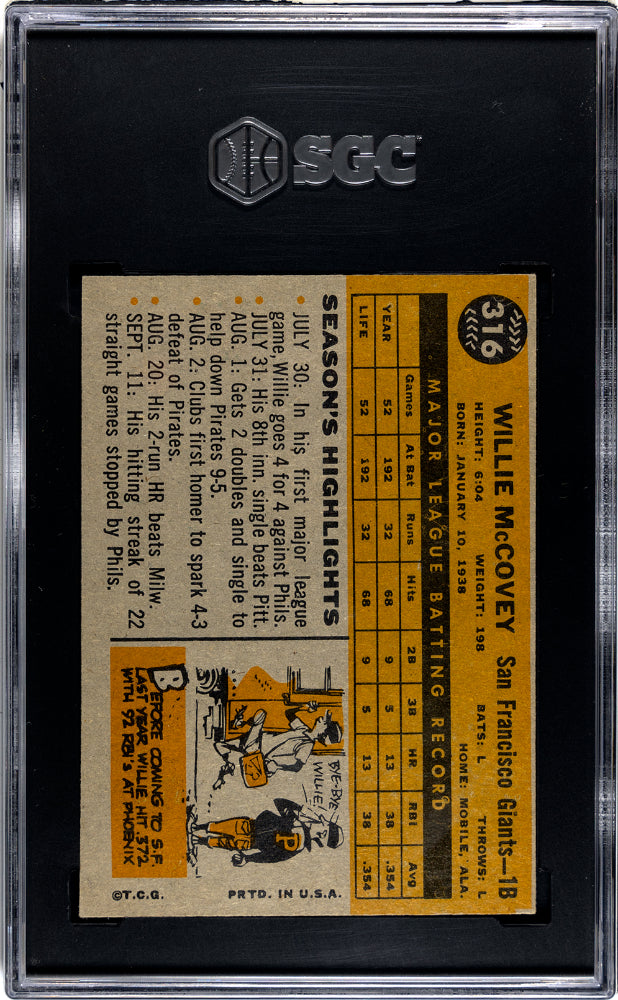 SGC
316
WILLIE McCOVEY San Francisco Giants—1B
HEIGHT: 6:04 WEIGHT: 198 BATS: L THROWS: L
BORN: JANUARY 10, 1938 HOME: MOBILE, ALA.
MAJOR LEAGUE BATTING RECORD
Games At Bat Runs Hits 2B 3B HR RBI Avg
YEAR 52 192 32 68 9 5 13 38 .354
LIFE 52 192 32 68 9 5 13 38 .354
SEASON'S HIGHLIGHTS
• JULY 30: In his first major league
game, Willie goes 4 for 4 against Phils.
• JULY 31: His 8th inn. single beats Pitt.
• AUG. 1: Gets 2 doubles and single to
help down Pirates 9-5.
• AUG. 2: Clubs first homer to spark 4-3
defeat of Pirates.
• AUG. 20: His 2-run HR beats Milw.
• SEPT. 11: His hitting streak of 22
straight games stopped by Phils.
BYE-BYE
WILLIE!
P
S.F.
BEFORE COMING TO S.F.
LAST YEAR WILLIE HIT .372
WITH 92 RBI's AT PHOENIX
©T.C.G. PRTD. IN U.S.A.